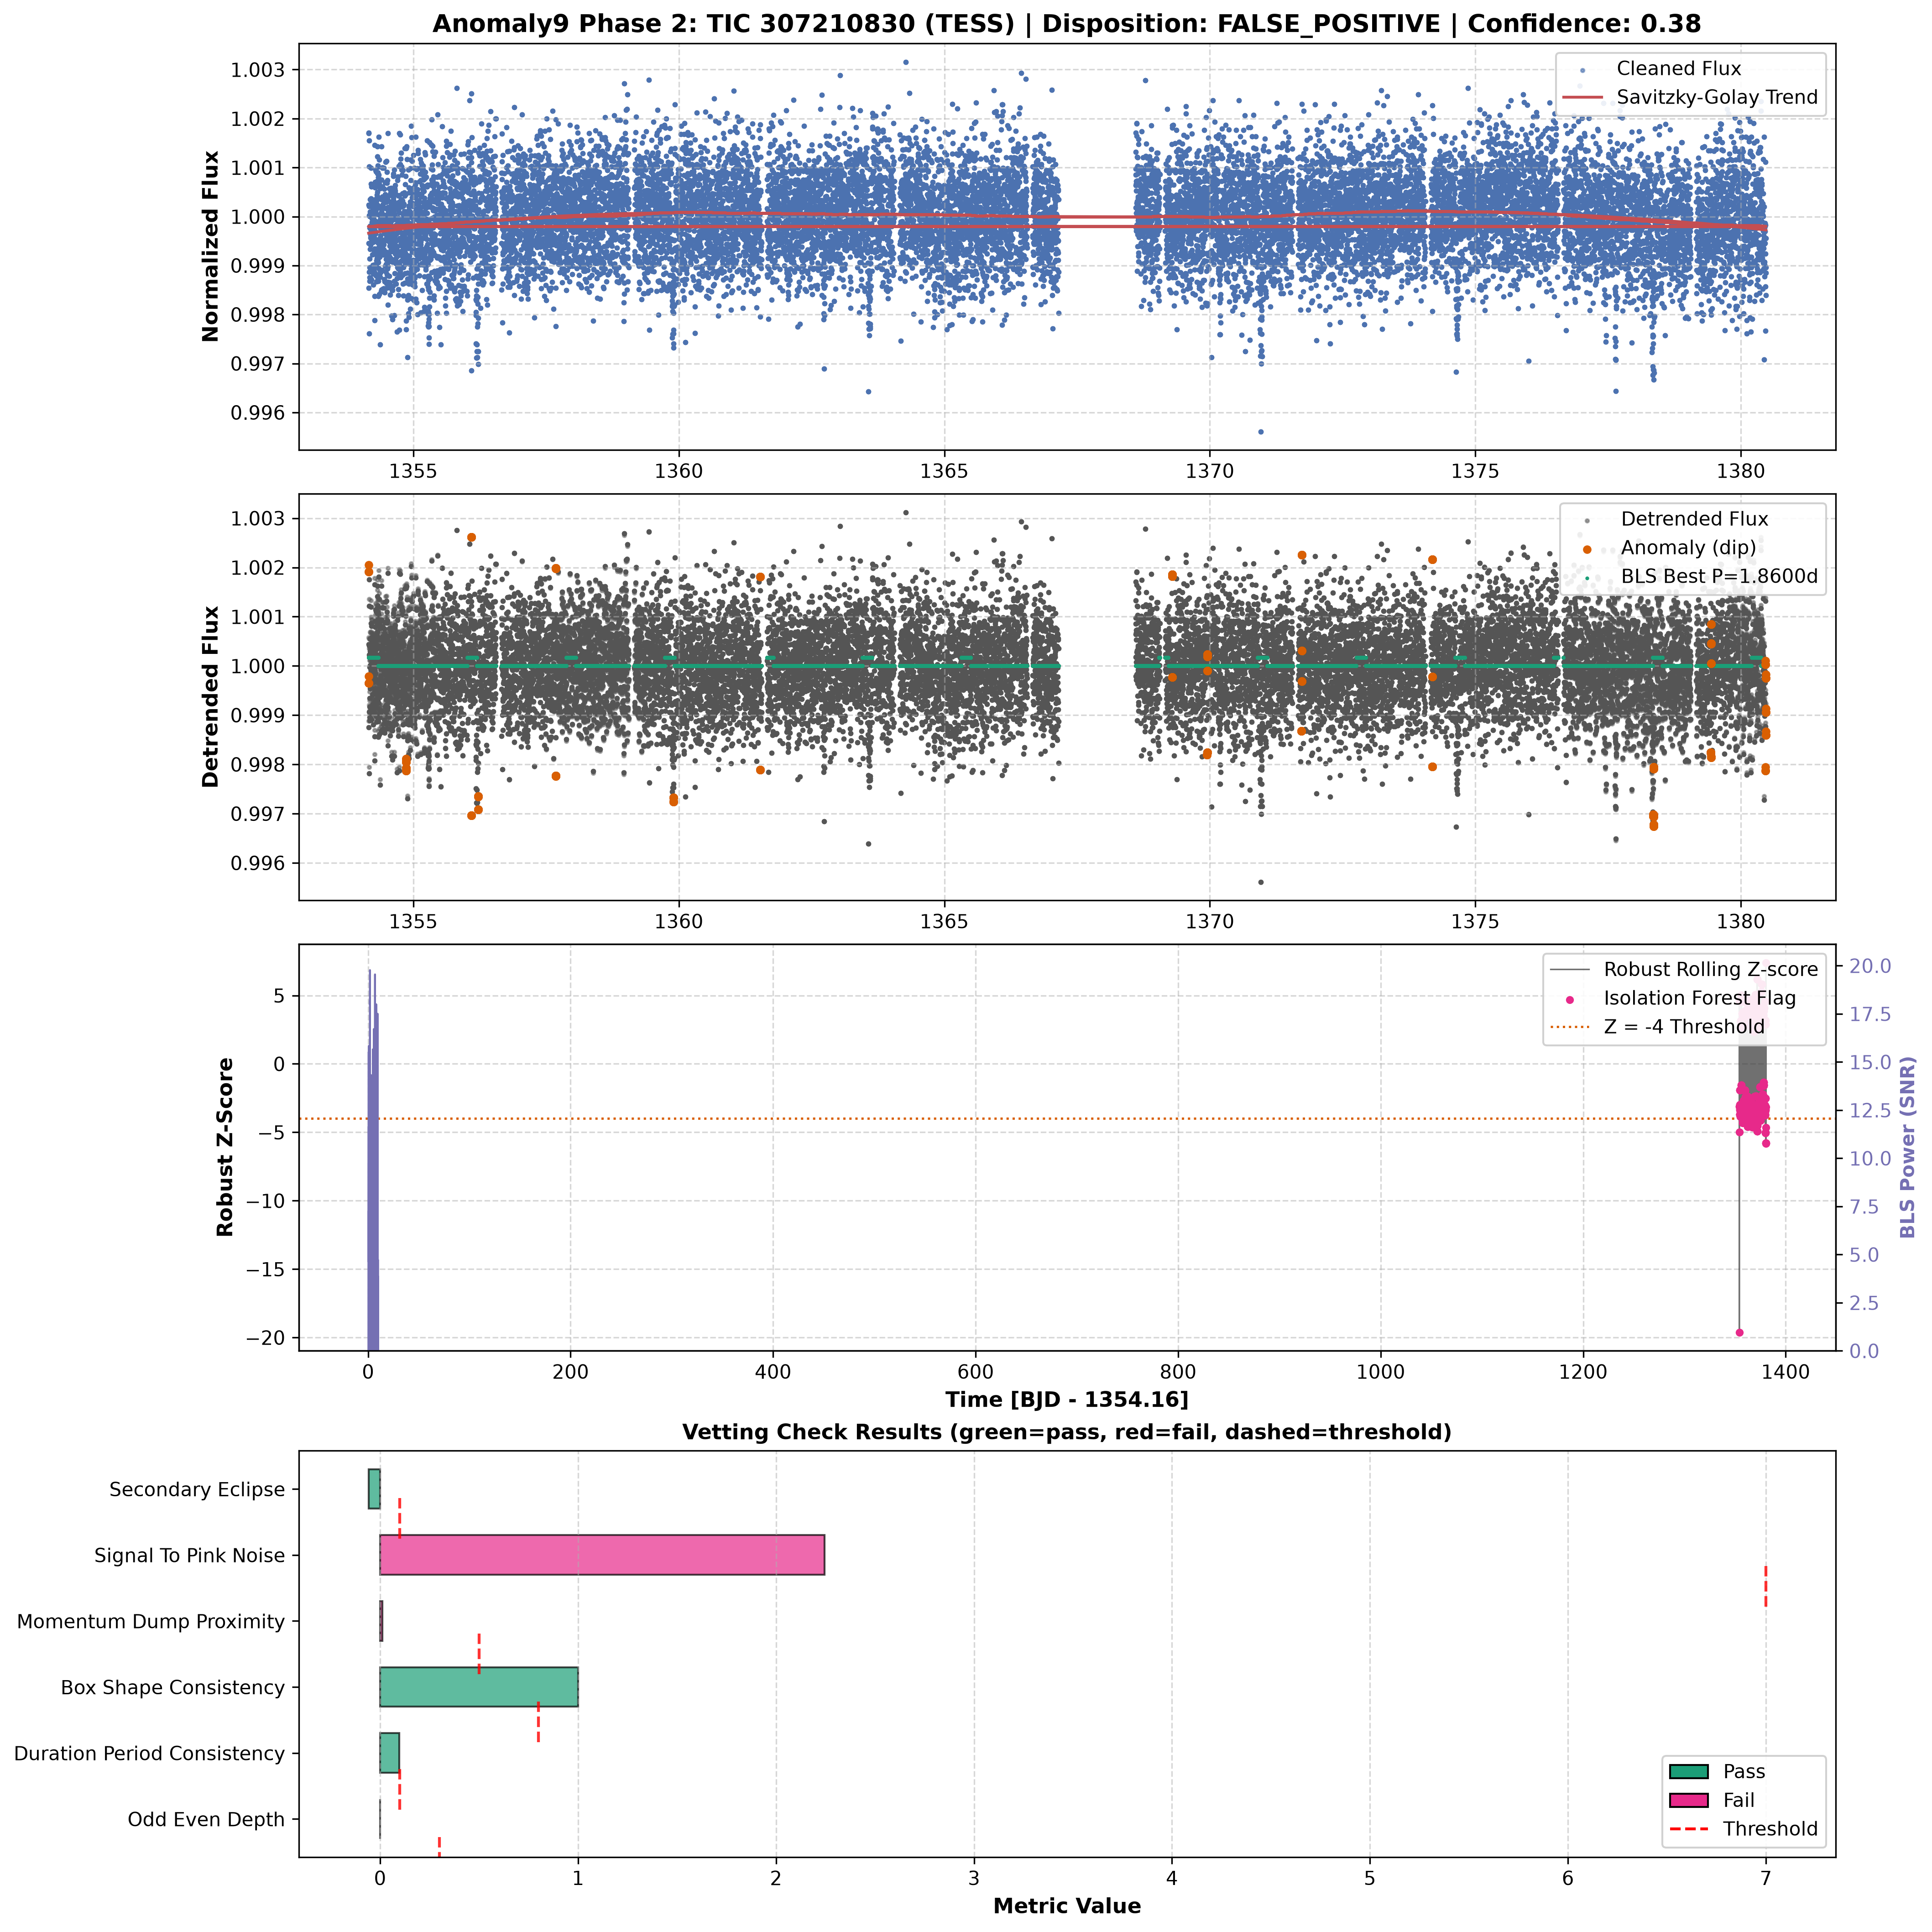 Anomaly9 Phase 2: TIC 307210830 (TESS) | Disposition: FALSE_POSITIVE | Confidence: 0.38
Normalized Flux
1.003
1.002
1.001
1.000
0.999
0.998
0.997
0.996
Cleaned Flux
Savitzky-Golay Trend
1355 1360 1365 1370 1375 1380
Detrended Flux
1.003
1.002
1.001
1.000
0.999
0.998
0.997
0.996
Detrended Flux
Anomaly (dip)
BLS Best P=1.8600d
1355 1360 1365 1370 1375 1380
Robust Z-Score
5
0
−5
−10
−15
−20
Robust Rolling Z-score
Isolation Forest Flag
Z = -4 Threshold
20.0
17.5
15.0
12.5
10.0
7.5
5.0
2.5
0.0
BLS Power (SNR)
0 200 400 600 800 1000 1200 1400
Time [BJD - 1354.16]
Vetting Check Results (green=pass, red=fail, dashed=threshold)
Secondary Eclipse
Signal To Pink Noise
Momentum Dump Proximity
Box Shape Consistency
Duration Period Consistency
Odd Even Depth
Pass
Fail
Threshold
0 1 2 3 4 5 6 7
Metric Value